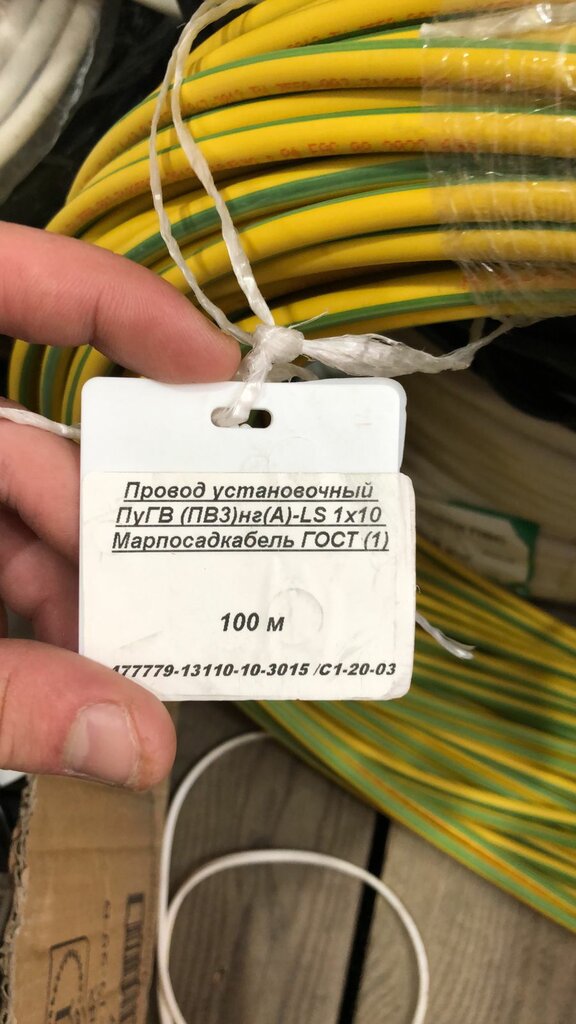 Провод установочный
ПуГВ (ПВ3)нг(А)-LS 1х10
Марпосадкабель ГОСТ (1)
100 м
477779-13110-10-3015 /С1-20-03